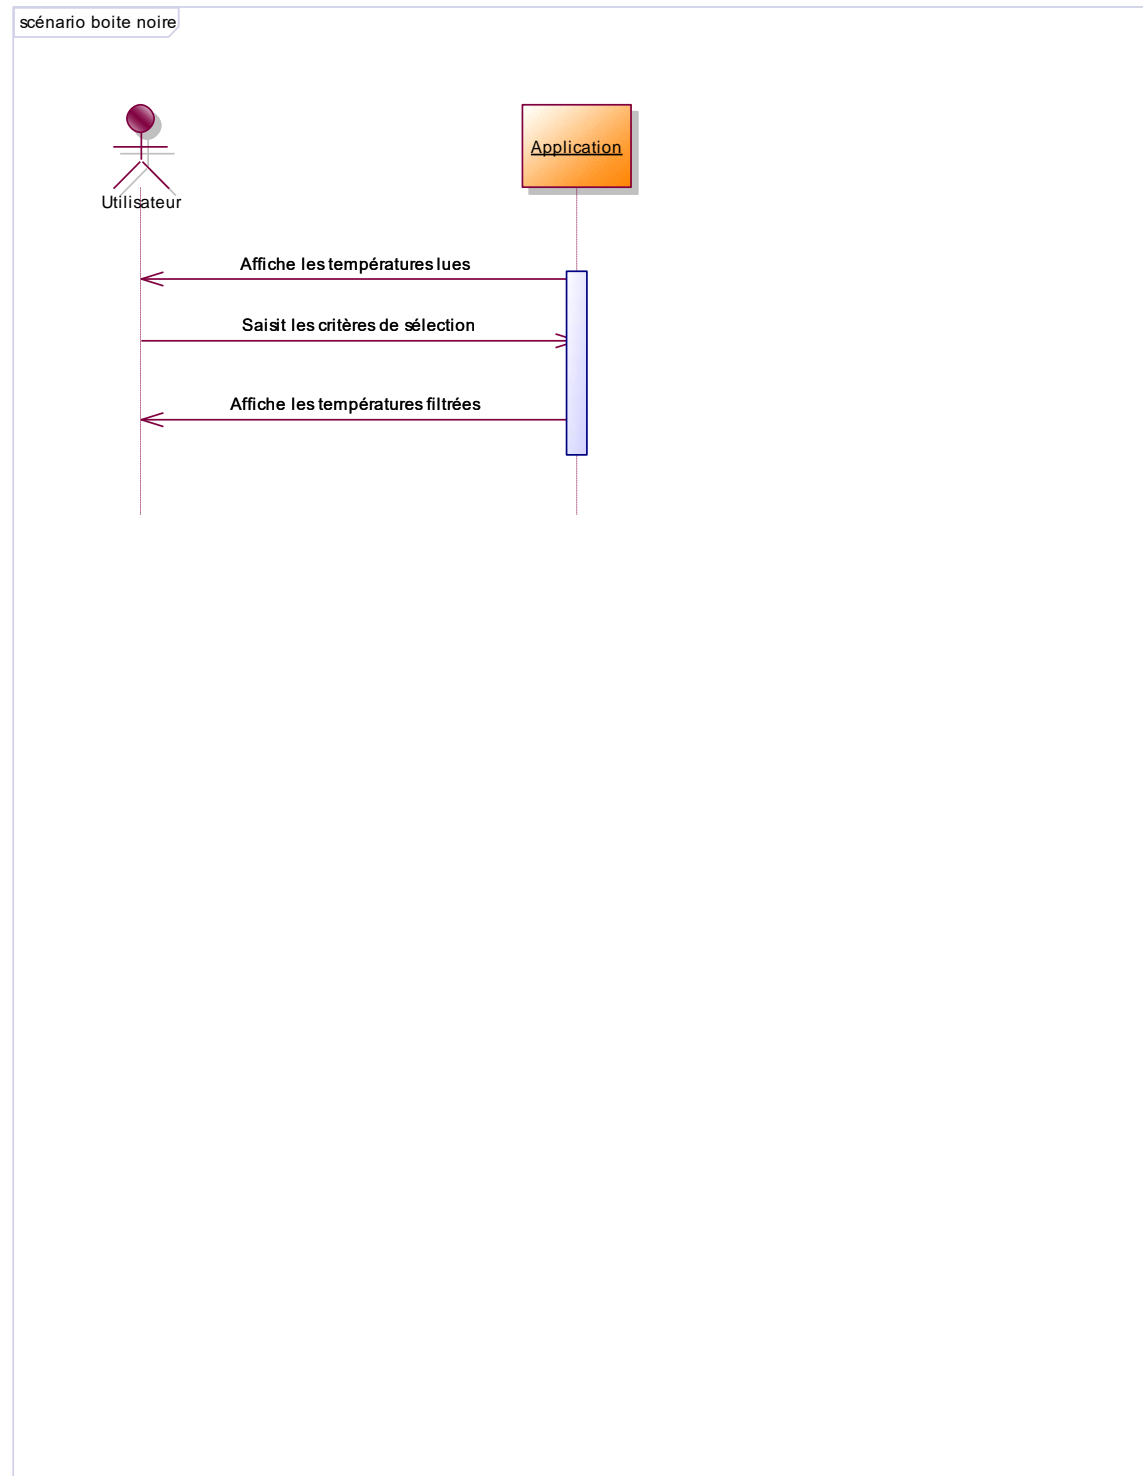 scénario boite noire
Application
Utilisateur
Affiche les températures lues
Saisit les critères de sélection
Affiche les températures filtrées